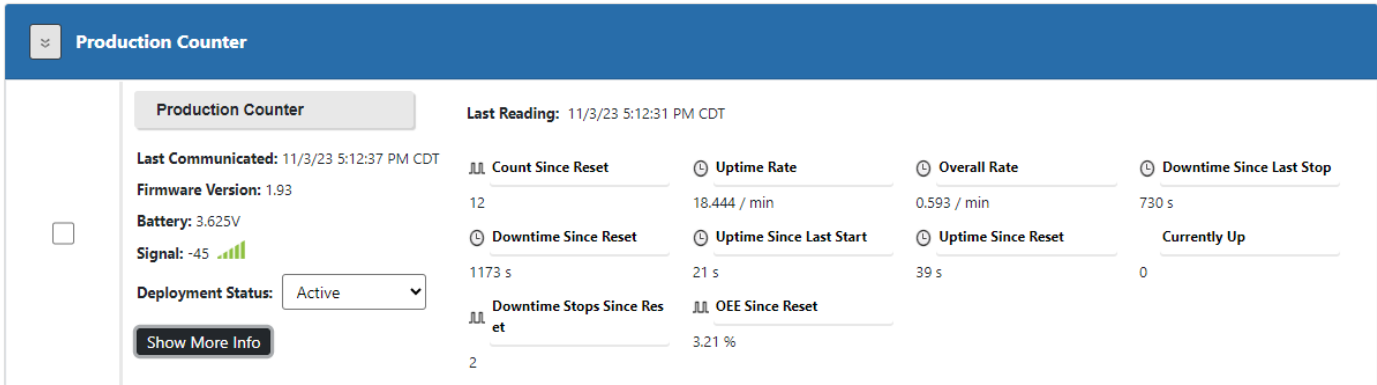 Production Counter
Production Counter
Last Communicated: 11/3/23 5:12:37 PM CDT
Firmware Version: 1.93
Battery: 3.625V
Signal: -45
Deployment Status: Active
Show More Info
Last Reading: 11/3/23 5:12:31 PM CDT
Count Since Reset
12
Uptime Rate
18.444 / min
Overall Rate
0.593 / min
Downtime Since Last Stop
730 s
Downtime Since Reset
1173 s
Uptime Since Last Start
21 s
Uptime Since Reset
39 s
Currently Up
0
Downtime Stops Since Res
et
2
OEE Since Reset
3.21 %